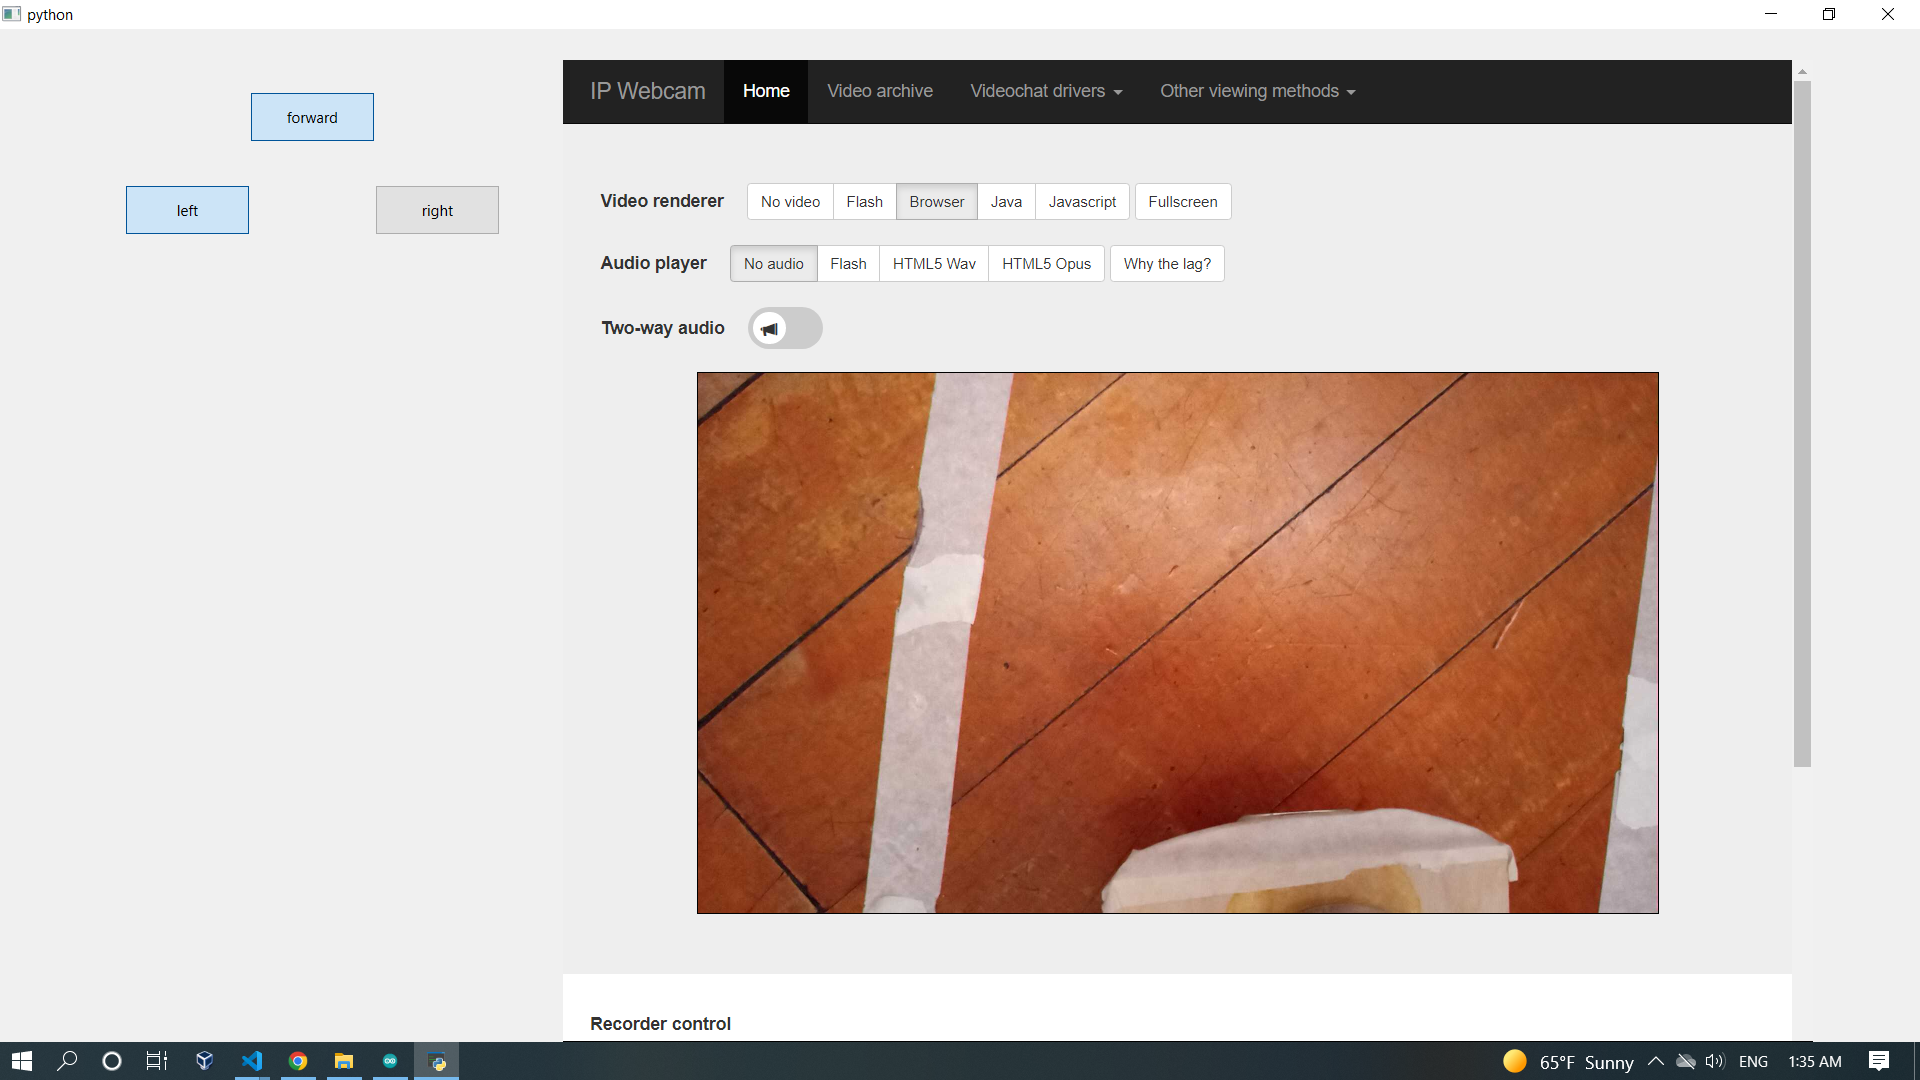 python
forward
left
right
IP Webcam Home Video archive Videochat drivers Other viewing methods
Video renderer No video Flash Browser Java Javascript Fullscreen
Audio player No audio Flash HTML5 Wav HTML5 Opus Why the lag?
Two-way audio
Recorder control
65°F Sunny ENG 1:35 AM